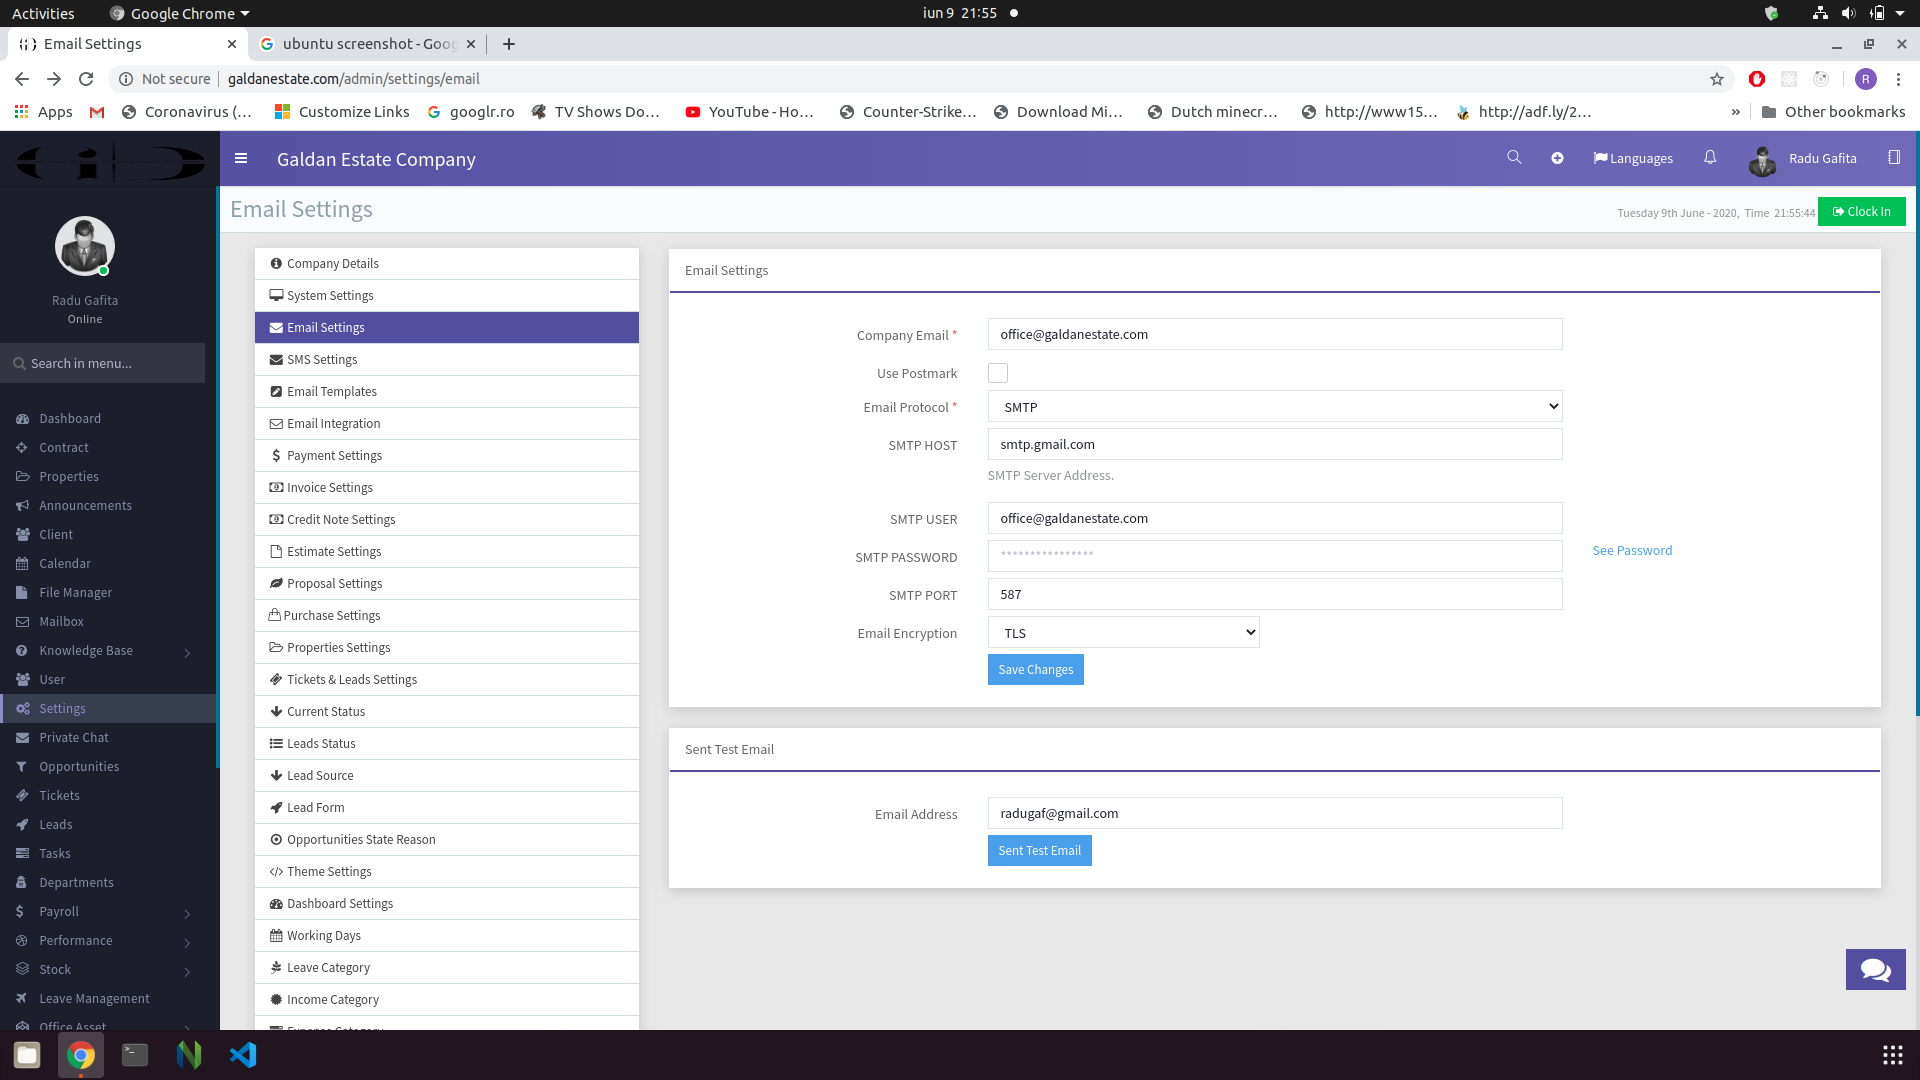 Activities
Google Chrome
iun 9 21:55
Email Settings
ubuntu screenshot - Goog
Not secure
galdanestate.com/admin/settings/email
R
Apps
Coronavirus (…
Customize Links
googlr.ro
TV Shows Do…
YouTube - Ho…
Counter-Strike…
Download Mi…
Dutch minecr…
http://www15…
http://adf.ly/2…
»
Other bookmarks
Galdan Estate Company
Languages
Radu Gafita
Email Settings
Tuesday 9th June - 2020, Time 21:55:44
Clock In
Radu Gafita
Online
Search in menu...
Dashboard
Contract
Properties
Announcements
Client
Calendar
File Manager
Mailbox
Knowledge Base
User
Settings
Private Chat
Opportunities
Tickets
Leads
Tasks
Departments
Payroll
Performance
Stock
Leave Management
Office Asset
Company Details
System Settings
Email Settings
SMS Settings
Email Templates
Email Integration
Payment Settings
Invoice Settings
Credit Note Settings
Estimate Settings
Proposal Settings
Purchase Settings
Properties Settings
Tickets & Leads Settings
Current Status
Leads Status
Lead Source
Lead Form
Opportunities State Reason
Theme Settings
Dashboard Settings
Working Days
Leave Category
Income Category
Expense Category
Email Settings
Company Email *
office@galdanestate.com
Use Postmark
Email Protocol *
SMTP
SMTP HOST
smtp.gmail.com
SMTP Server Address.
SMTP USER
office@galdanestate.com
SMTP PASSWORD
****************
See Password
SMTP PORT
587
Email Encryption
TLS
Save Changes
Sent Test Email
Email Address
radugaf@gmail.com
Sent Test Email